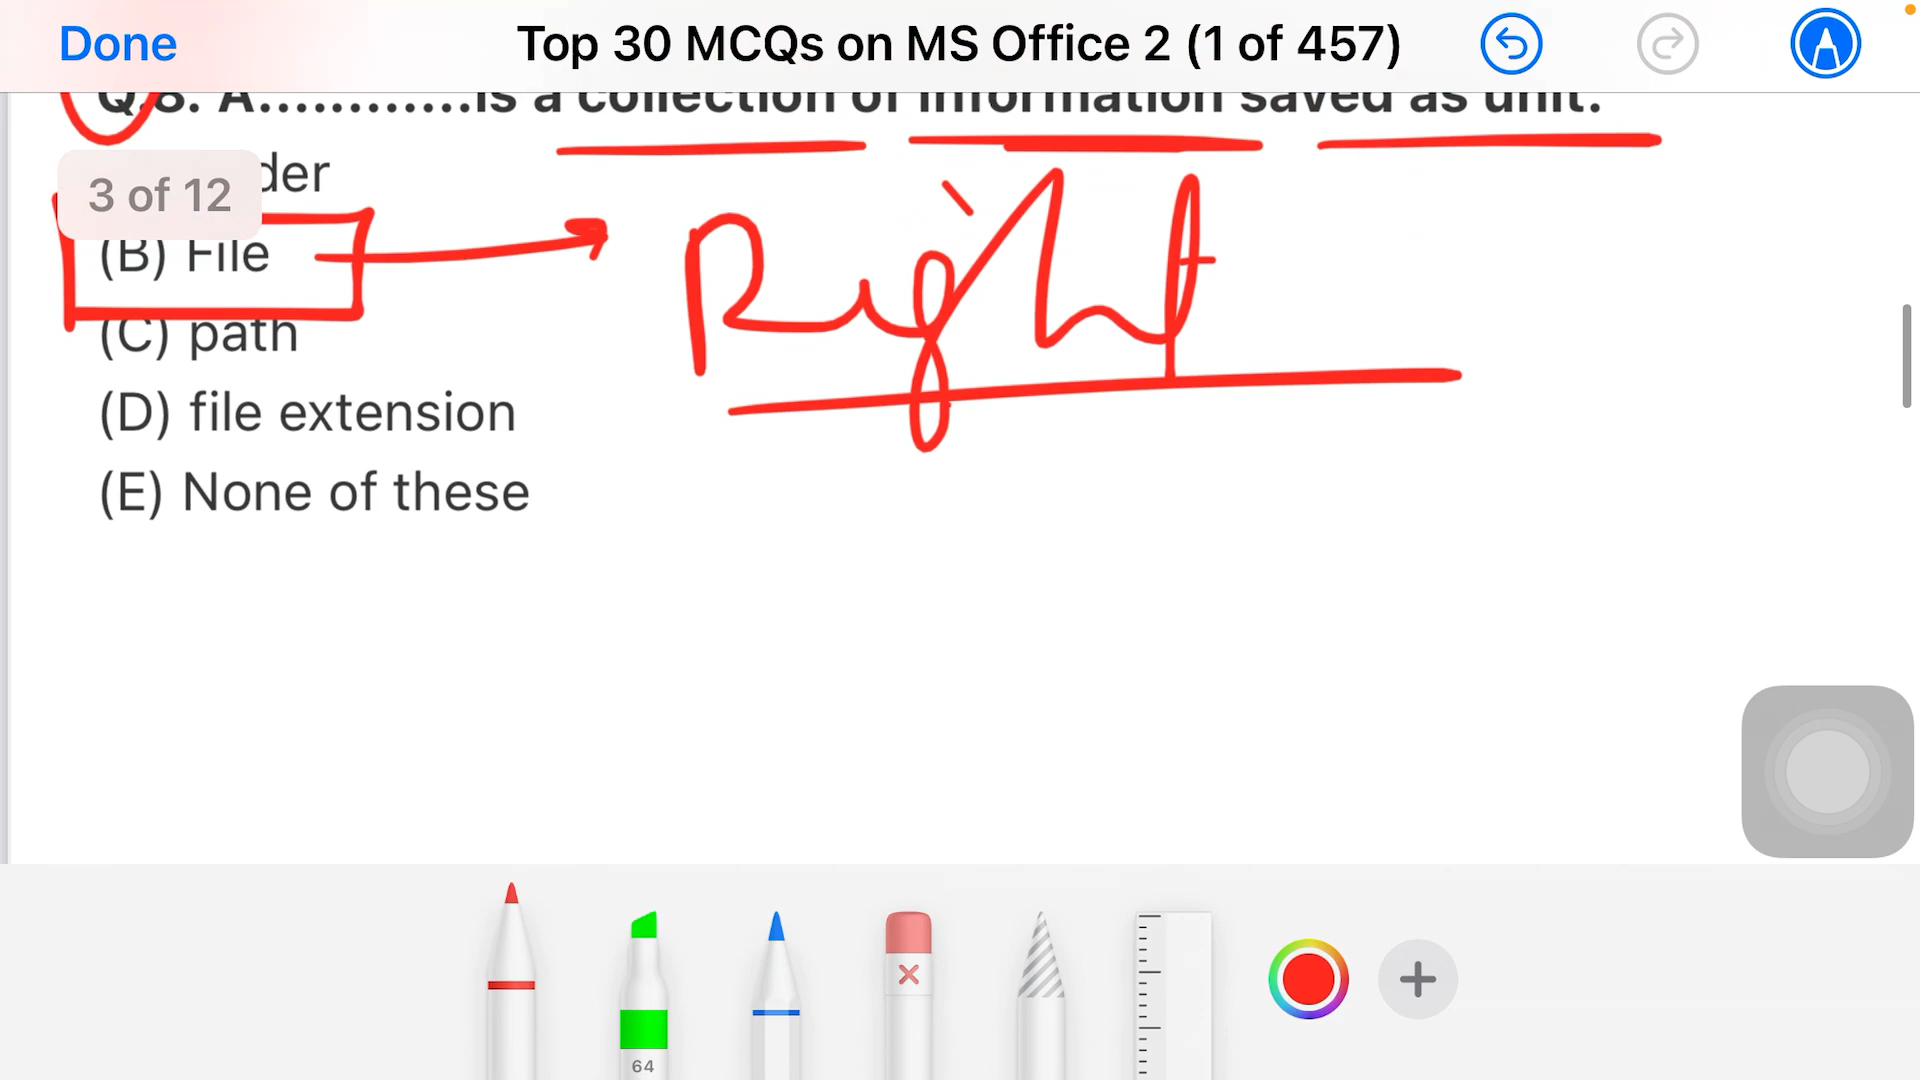 Done Top 30 MCQs on MS Office 2 (1 of 457)
Q.8. A............is a collection of information saved as unit.
3 of 12 der
(B) File Right
(C) path
(D) file extension
(E) None of these
64